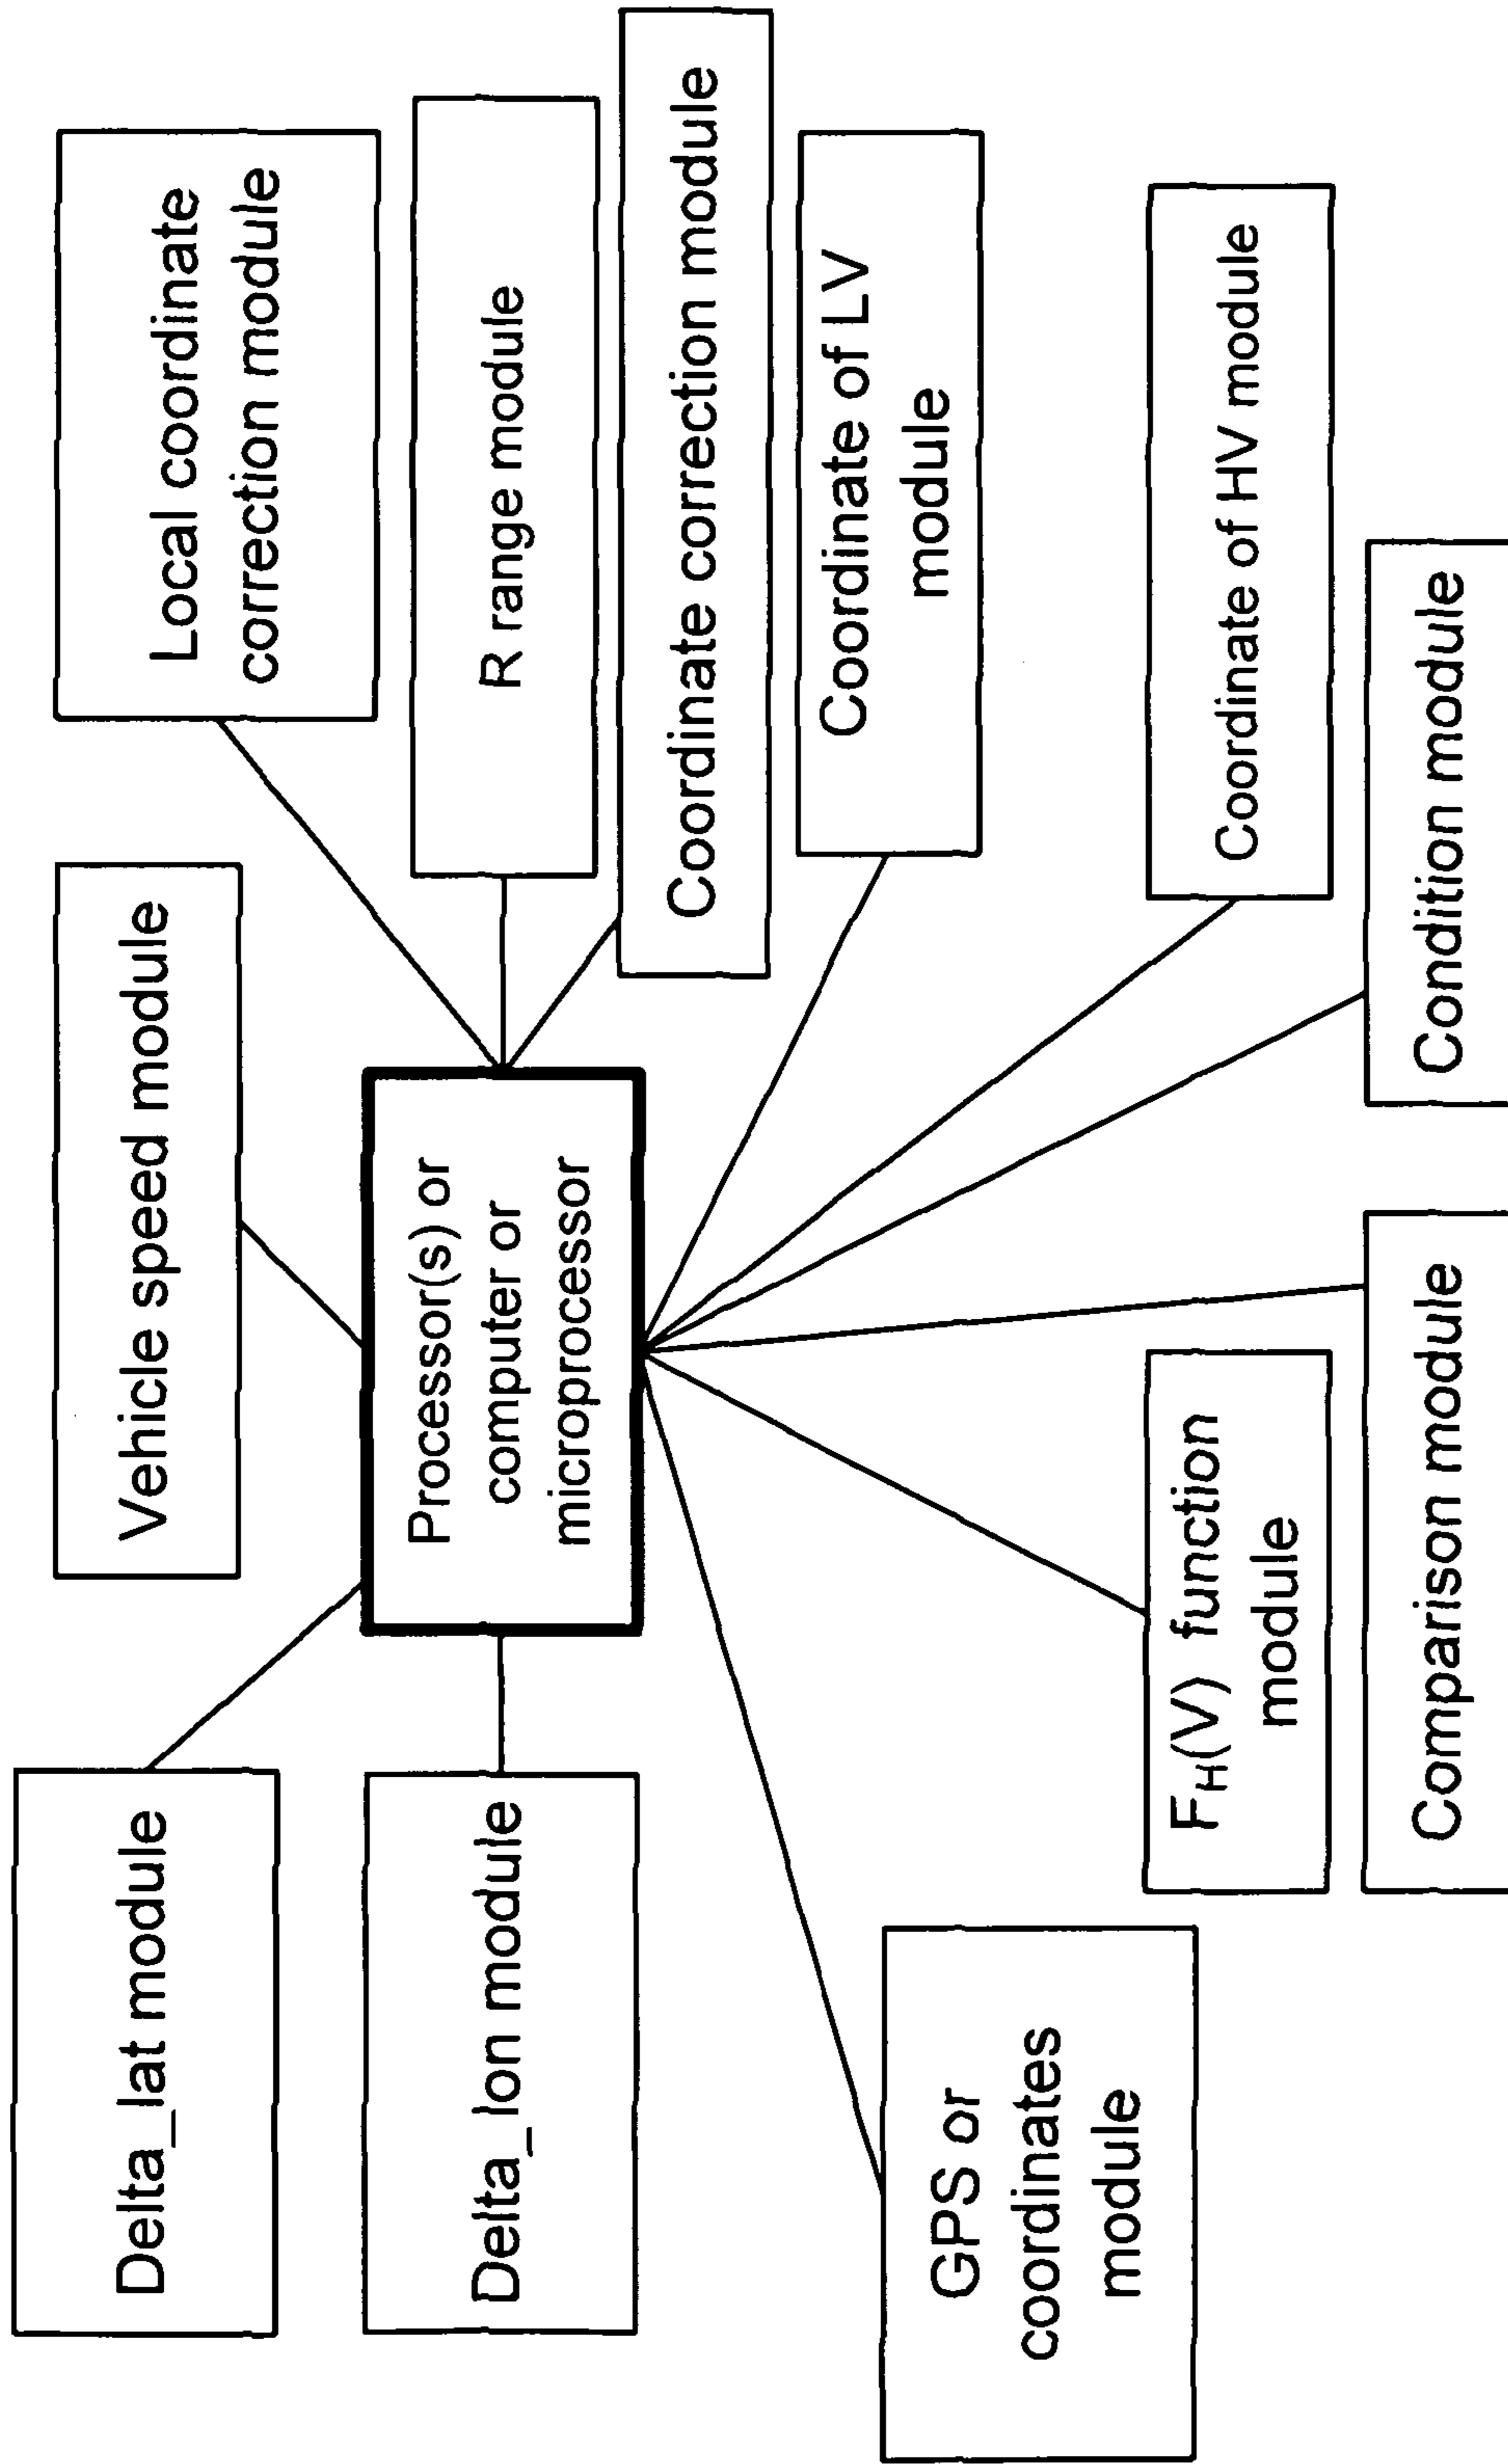 Delta_lat module
Vehicle speed module
Local coordinate
correction module
Delta_lon module
Processor(s) or
computer or
microprocessor
R range module
Coordinate correction module
GPS or
coordinates
module
Coordinate of LV
module
F_H(V) function
module
Coordinate of HV module
Comparison module
Condition module